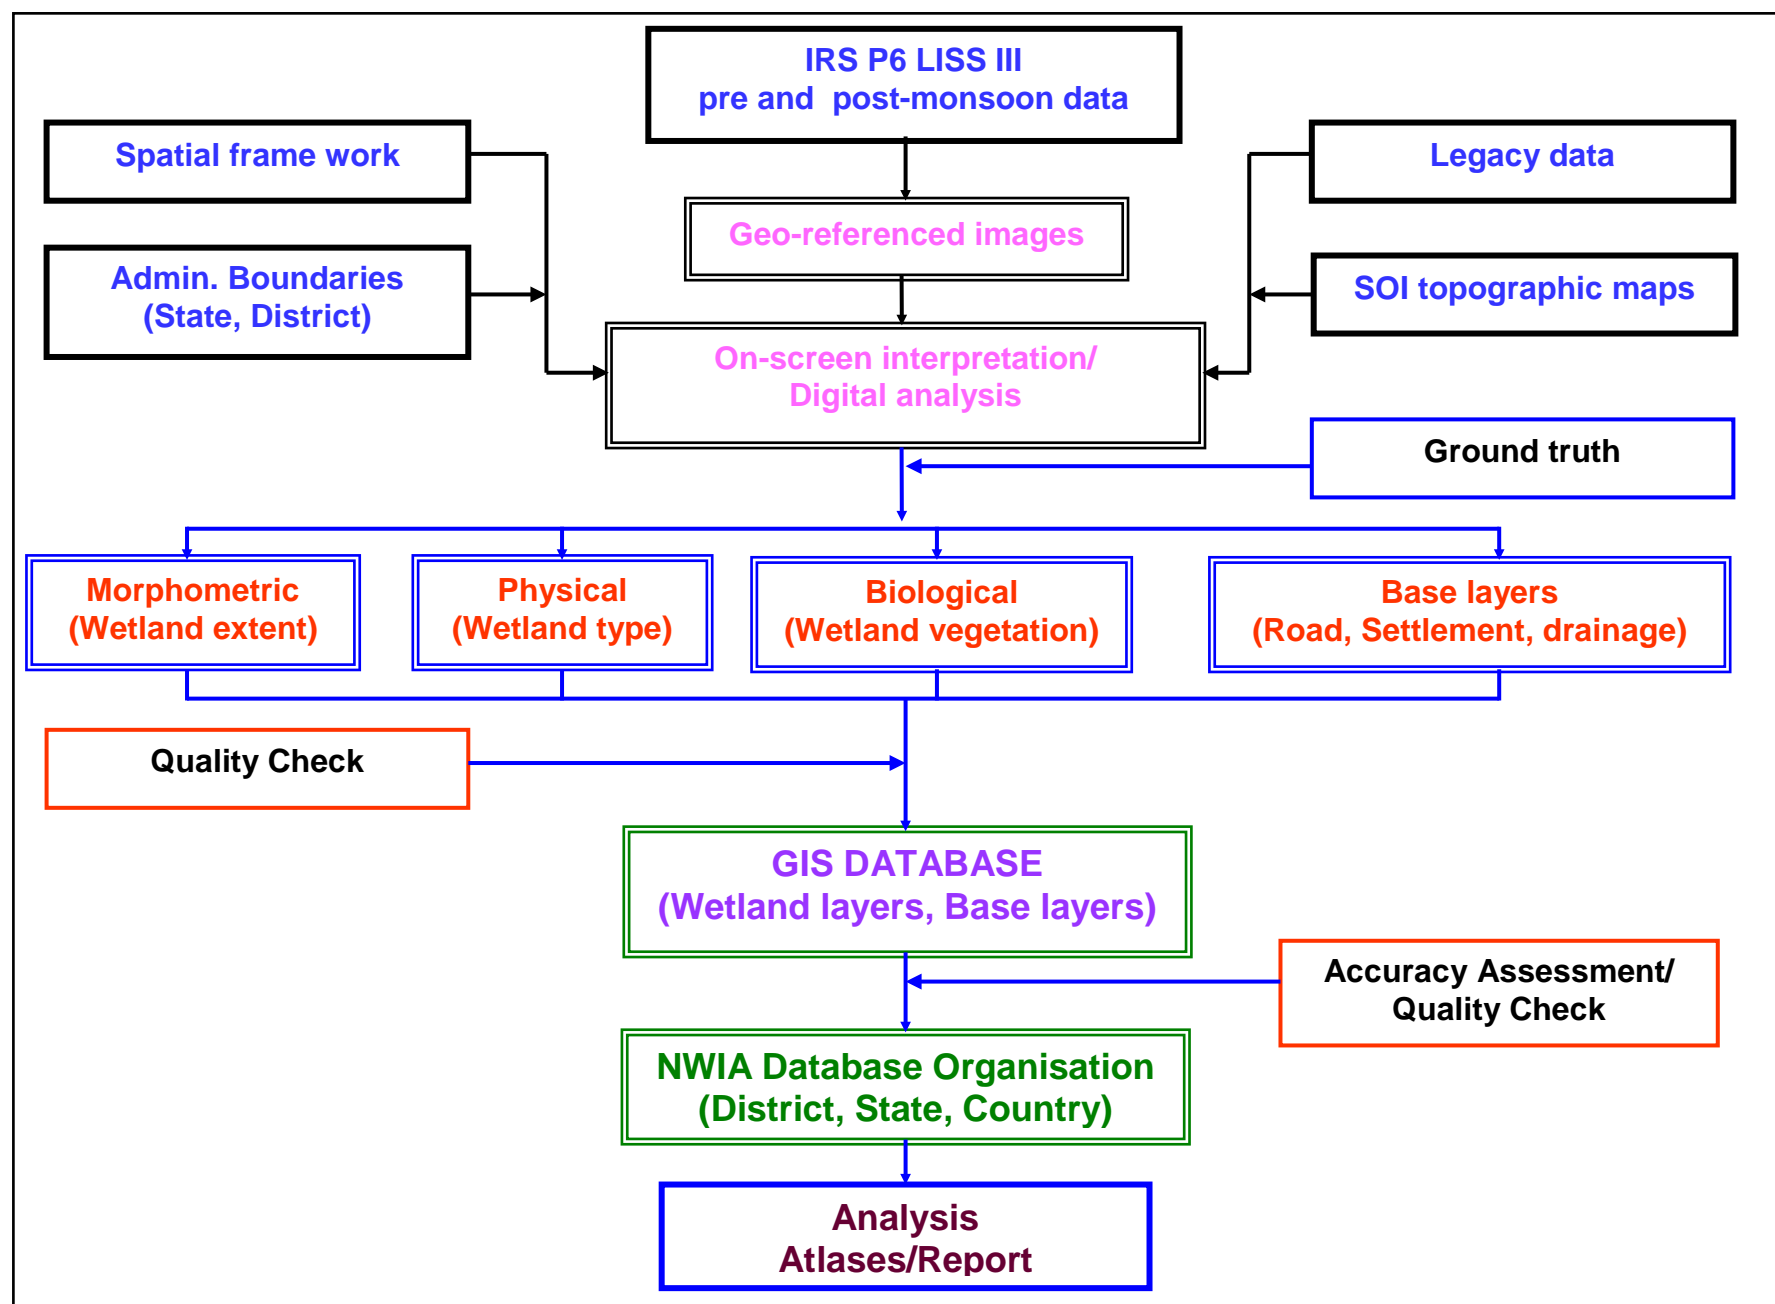 IRS P6 LISS III
pre and post-monsoon data
Spatial frame work
Legacy data
Geo-referenced images
Admin. Boundaries
(State, District)
SOI topographic maps
On-screen interpretation/
Digital analysis
Ground truth
Morphometric
(Wetland extent)
Physical
(Wetland type)
Biological
(Wetland vegetation)
Base layers
(Road, Settlement, drainage)
Quality Check
GIS DATABASE
(Wetland layers, Base layers)
Accuracy Assessment/
Quality Check
NWIA Database Organisation
(District, State, Country)
Analysis
Atlases/Report